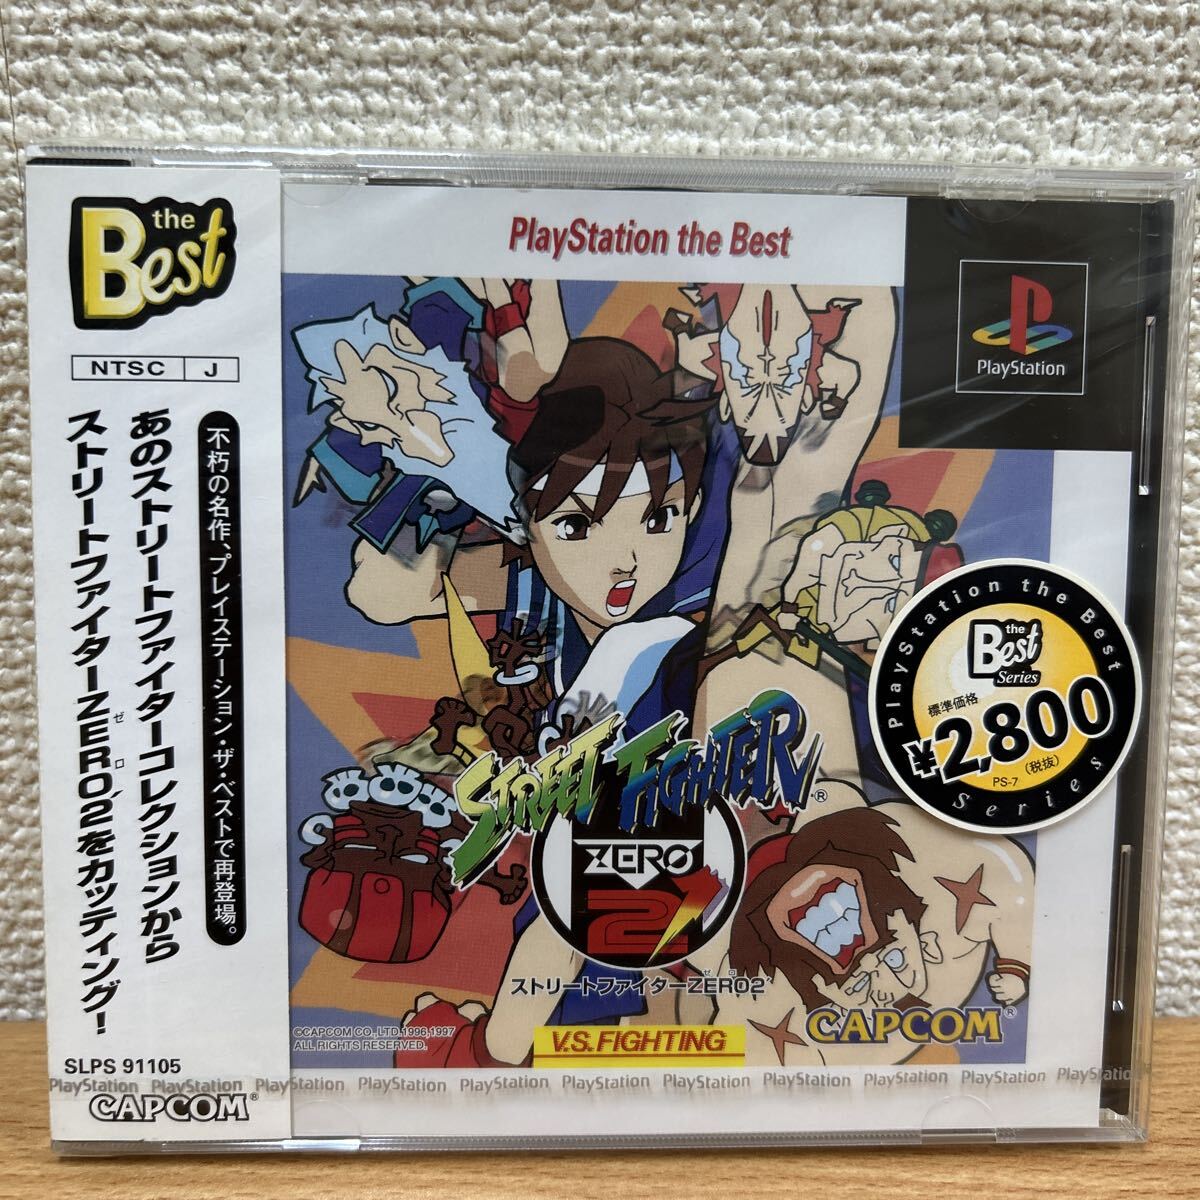 the
Best
NTSC J
不朽の名作、プレイステーション・ザ・ベストで再登場。
あのストリートファイターコレクションから
ストリートファイターZERO2´をカッティング!
ゼロ
SLPS 91105
PlayStation PlayStation PlayStation PlayStation PlayStation PlayStation PlayStation PlayStation PlayStation PlayStation PlayStation
CAPCOM®
PlayStation the Best
PlayStation
PlayStation the Best
the
Best
Series
標準価格
¥2,800
(税抜)
PS-7
Series
STREET FIGHTER®
ZERO
2´
ゼロ
ストリートファイターZERO2´
©CAPCOM CO.,LTD.1996,1997
ALL RIGHTS RESERVED.
V.S.FIGHTING
CAPCOM®